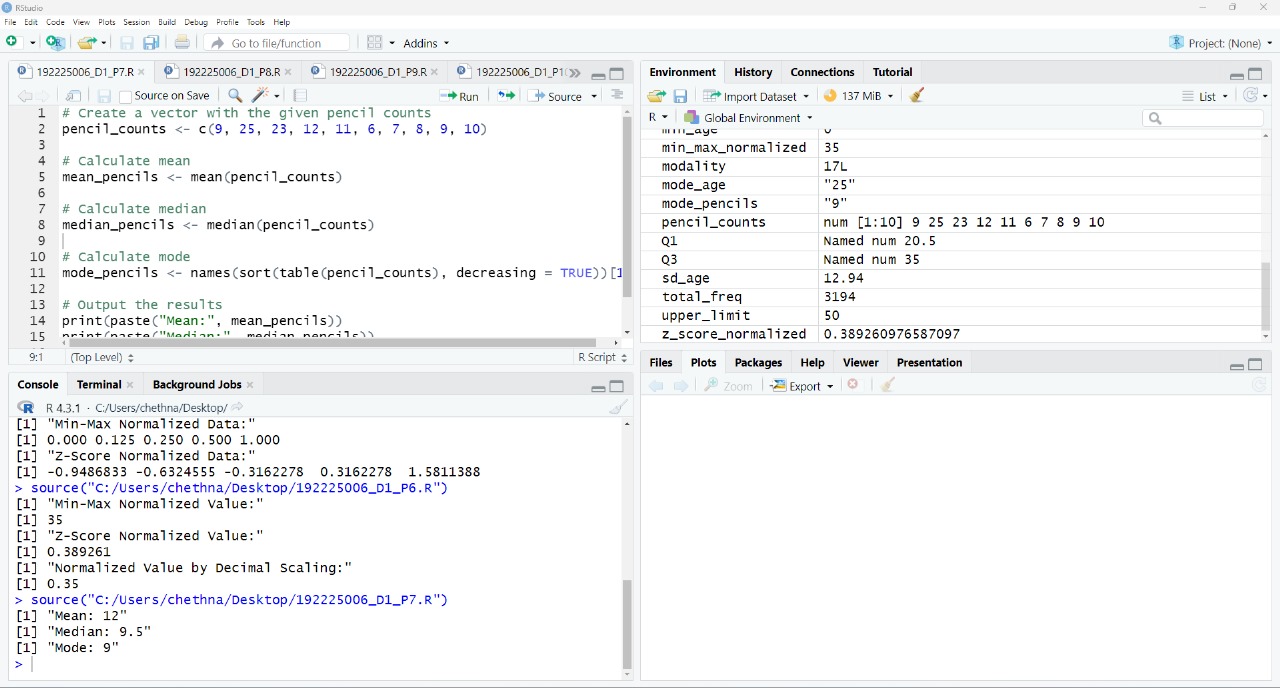 RStudio
File Edit Code View Plots Session Build Debug Profile Tools Help
Go to file/function Addins Project: (None)
192225006_D1_P7.R 192225006_D1_P8.R 192225006_D1_P9.R 192225006_D1_P1
Source on Save Run Source
1 # Create a vector with the given pencil counts
2 pencil_counts <- c(9, 25, 23, 12, 11, 6, 7, 8, 9, 10)
3
4 # Calculate mean
5 mean_pencils <- mean(pencil_counts)
6
7 # Calculate median
8 median_pencils <- median(pencil_counts)
9
10 # Calculate mode
11 mode_pencils <- names(sort(table(pencil_counts), decreasing = TRUE))[1
12
13 # Output the results
14 print(paste("Mean:", mean_pencils))
15 print(paste("Median:", median_pencils))
9:1 (Top Level) R Script
Console Terminal Background Jobs
R 4.3.1 · C:/Users/chethna/Desktop/
[1] "Min-Max Normalized Data:"
[1] 0.000 0.125 0.250 0.500 1.000
[1] "Z-Score Normalized Data:"
[1] -0.9486833 -0.6324555 -0.3162278 0.3162278 1.5811388
> source("C:/Users/chethna/Desktop/192225006_D1_P6.R")
[1] "Min-Max Normalized Value:"
[1] 35
[1] "Z-Score Normalized Value:"
[1] 0.389261
[1] "Normalized Value by Decimal Scaling:"
[1] 0.35
> source("C:/Users/chethna/Desktop/192225006_D1_P7.R")
[1] "Mean: 12"
[1] "Median: 9.5"
[1] "Mode: 9"
>
Environment History Connections Tutorial
Import Dataset 137 MiB List
R Global Environment
min_age 0
min_max_normalized 35
modality 17L
mode_age "25"
mode_pencils "9"
pencil_counts num [1:10] 9 25 23 12 11 6 7 8 9 10
Q1 Named num 20.5
Q3 Named num 35
sd_age 12.94
total_freq 3194
upper_limit 50
z_score_normalized 0.389260976587097
Files Plots Packages Help Viewer Presentation
Zoom Export